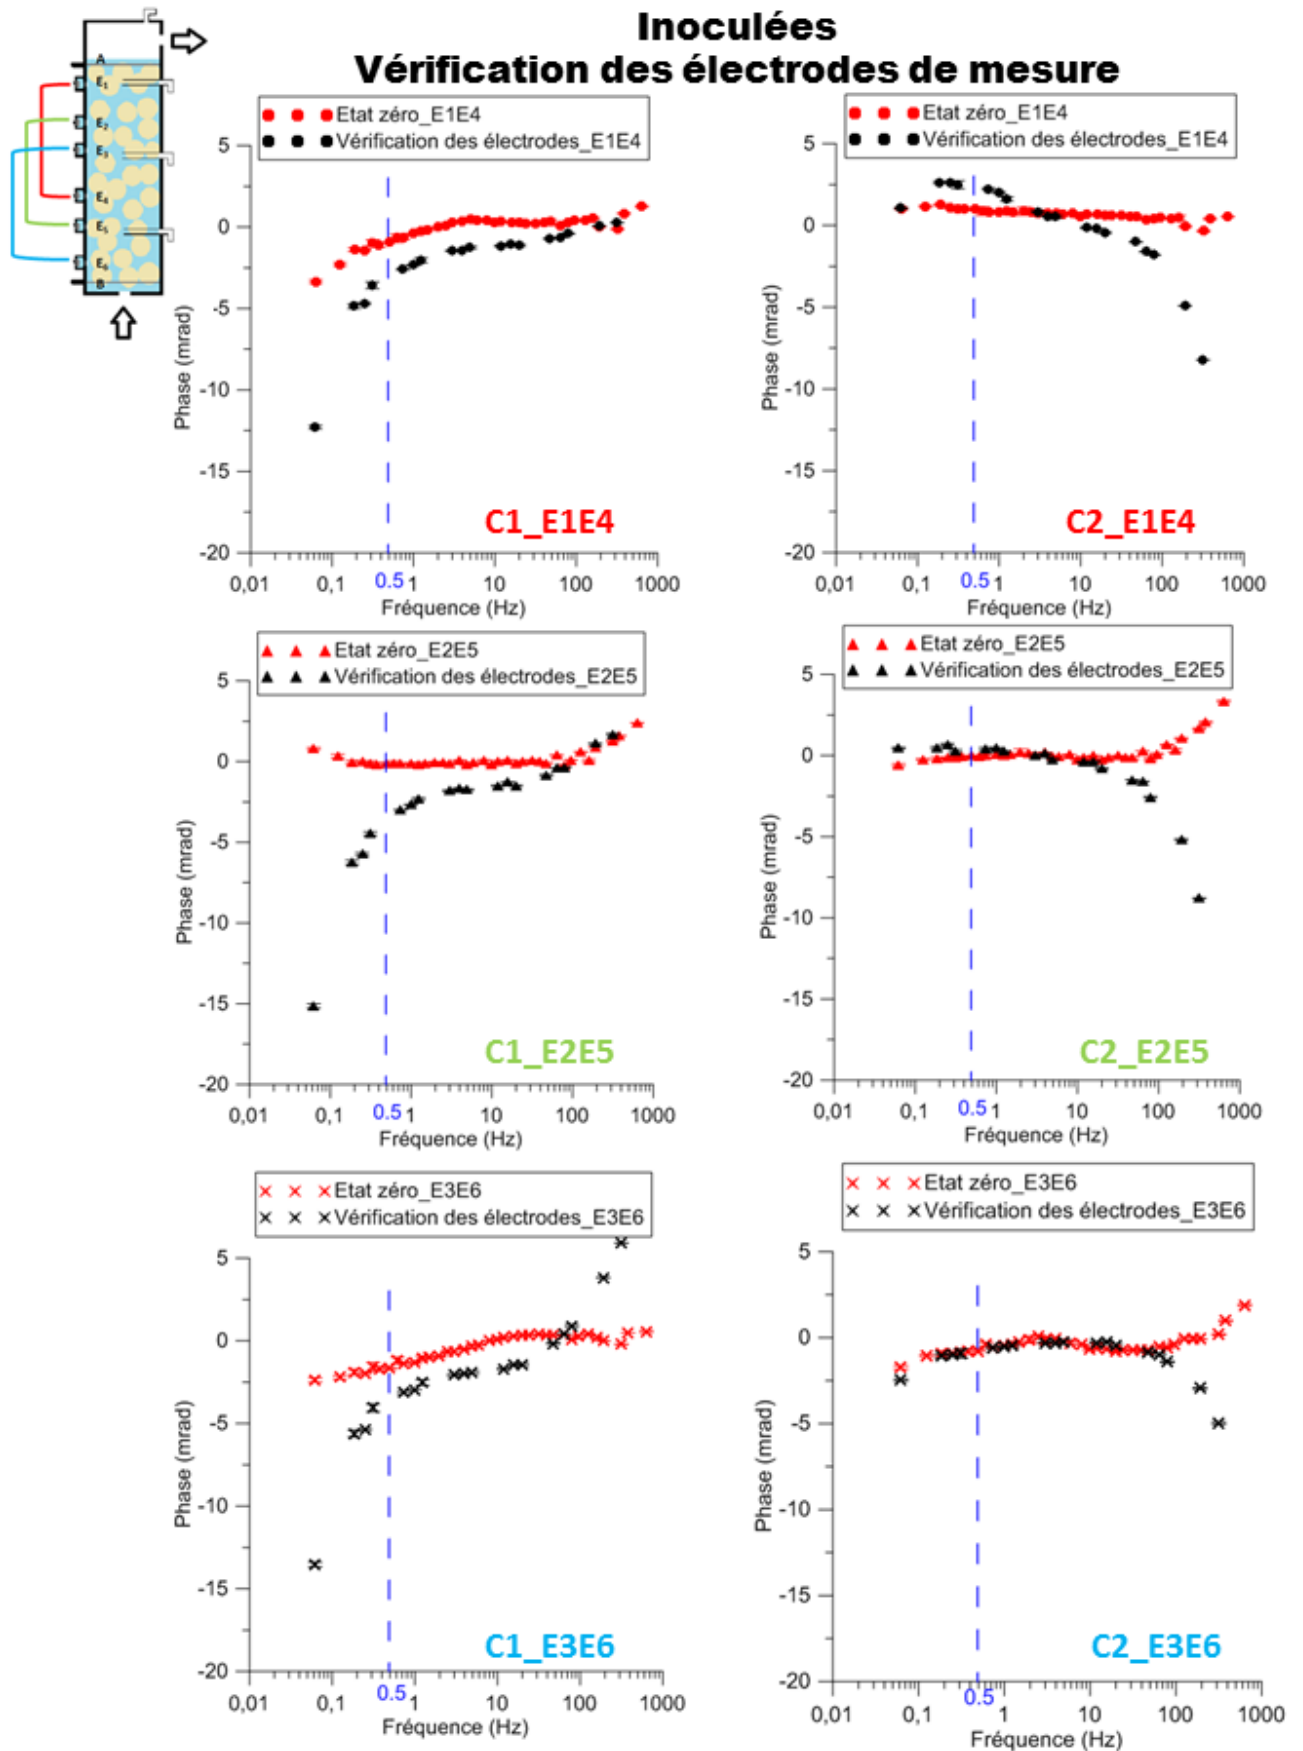 Inoculées
Vérification des électrodes de mesure
A
E1
E2
E3
E4
E5
E6
B
Etat zéro_E1E4
Vérification des électrodes_E1E4
5
0
-5
-10
-15
-20
Phase (mrad)
C1_E1E4
0,01 0,1 0.5 1 10 100 1000
Fréquence (Hz)
Etat zéro_E1E4
Vérification des électrodes_E1E4
5
0
-5
-10
-15
-20
Phase (mrad)
C2_E1E4
0,01 0,1 0.5 1 10 100 1000
Fréquence (Hz)
Etat zéro_E2E5
Vérification des électrodes_E2E5
5
0
-5
-10
-15
-20
Phase (mrad)
C1_E2E5
0,01 0,1 0.5 1 10 100 1000
Fréquence (Hz)
Etat zéro_E2E5
Vérification des électrodes_E2E5
5
0
-5
-10
-15
-20
Phase (mrad)
C2_E2E5
0,01 0,1 0.5 1 10 100 1000
Fréquence (Hz)
Etat zéro_E3E6
Vérification des électrodes_E3E6
5
0
-5
-10
-15
-20
Phase (mrad)
C1_E3E6
0,01 0,1 0.5 1 10 100 1000
Fréquence (Hz)
Etat zéro_E3E6
Vérification des électrodes_E3E6
5
0
-5
-10
-15
-20
Phase (mrad)
C2_E3E6
0,01 0,1 0.5 1 10 100 1000
Fréquence (Hz)